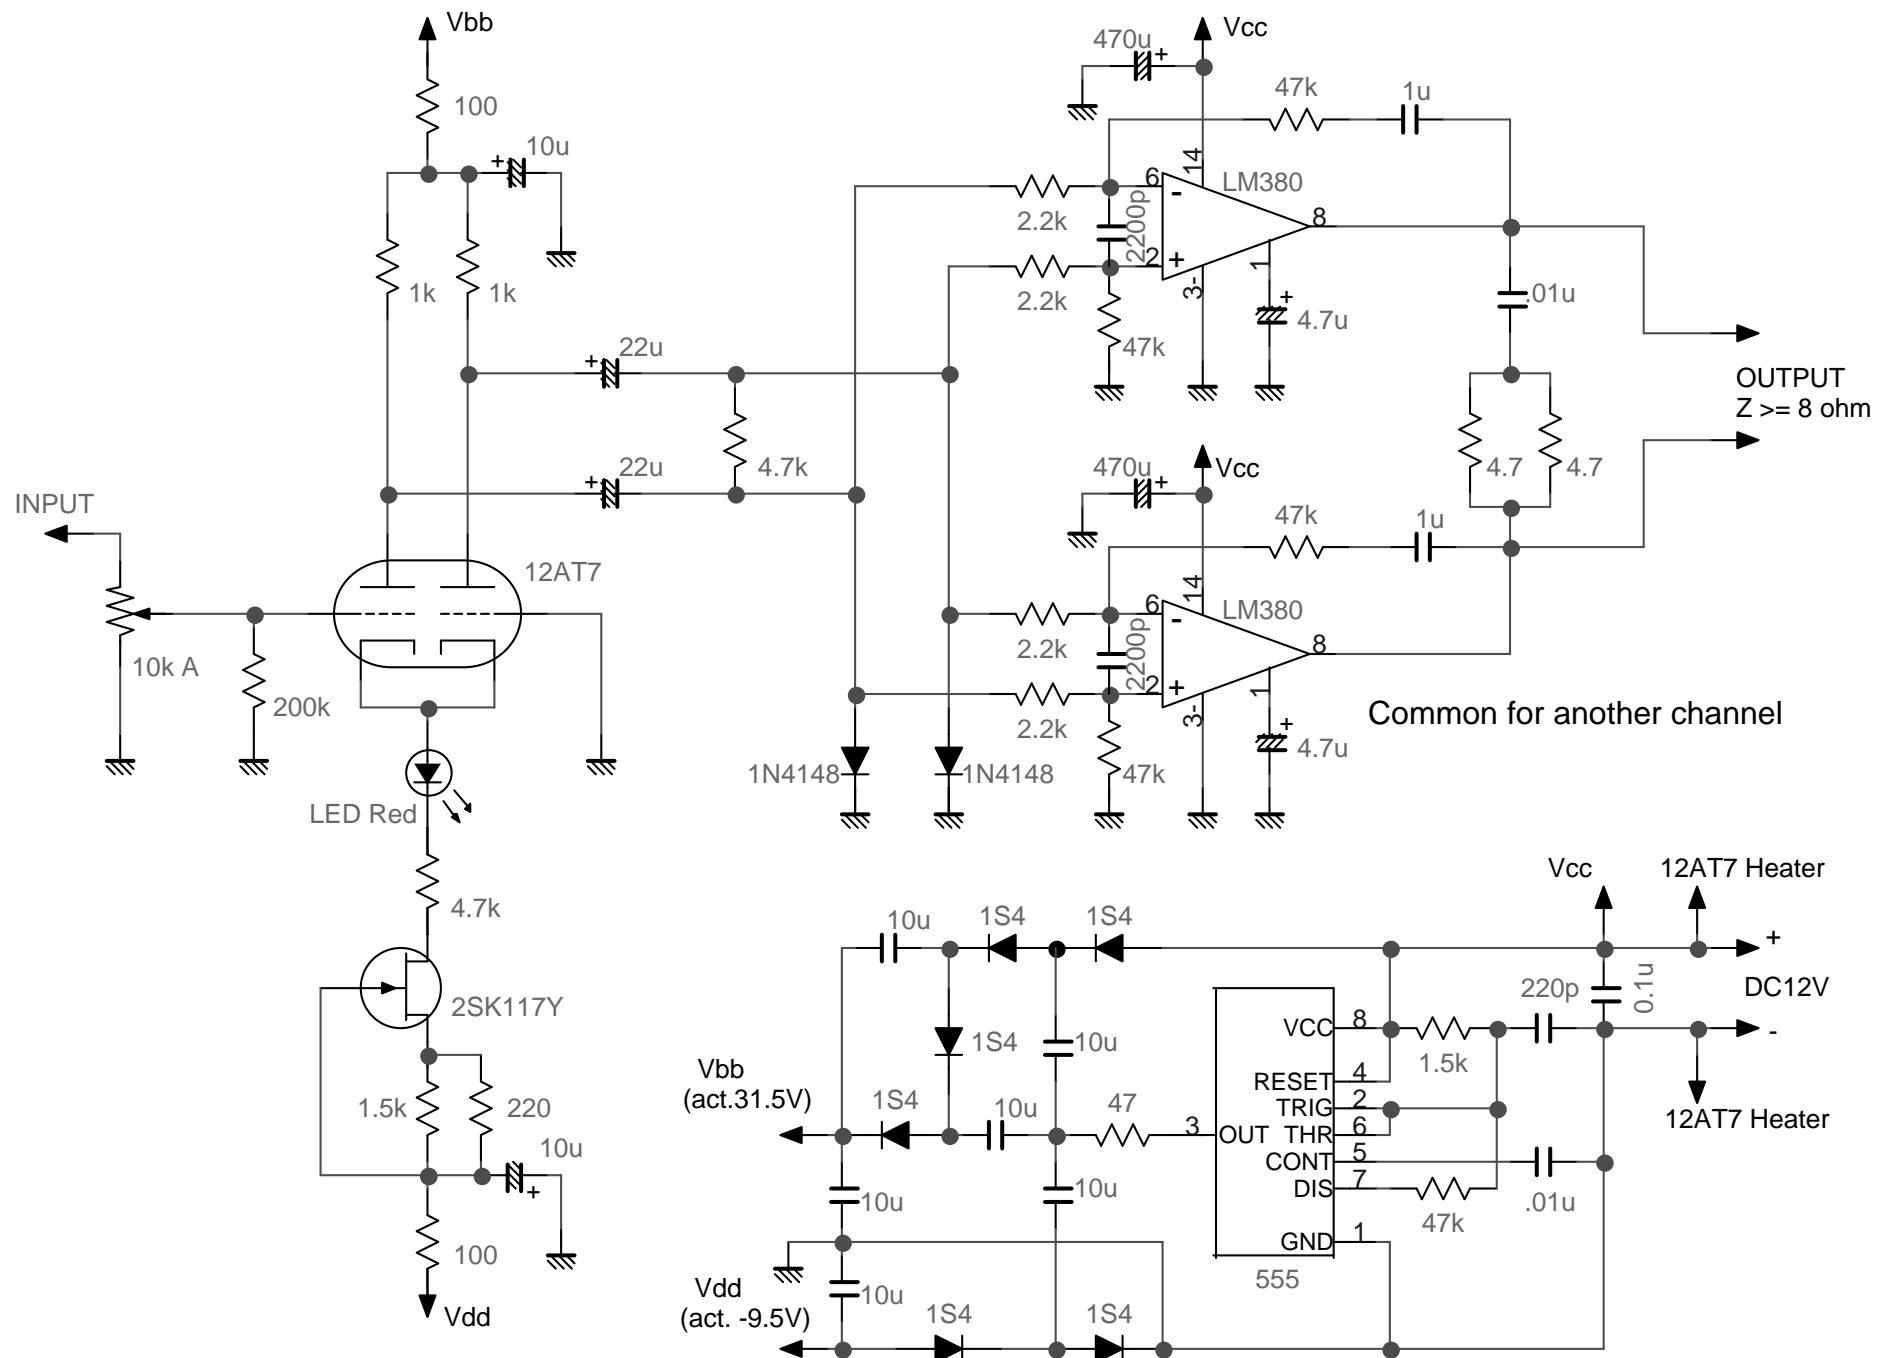 Vbb
100
10u
1k
1k
22u
22u
4.7k
INPUT
12AT7
10k A
200k
LED Red
4.7k
2SK117Y
1.5k
220
10u
100
Vdd
470u
+
Vcc
47k
1u
14
LM380
6
-
2.2k
2200p
8
2
+
2.2k
1
3-
+
47k
4.7u
.01u
OUTPUT
Z >= 8 ohm
4.7
4.7
470u
+
Vcc
47k
1u
14
LM380
6
-
2.2k
2200p
8
2
+
2.2k
1
3-
+
47k
4.7u
1N4148
1N4148
Common for another channel
Vcc
12AT7 Heater
10u
1S4
1S4
+
220p
0.1u
DC12V
1S4
10u
VCC
8
1.5k
-
Vbb
(act.31.5V)
RESET
4
TRIG
2
12AT7 Heater
1S4
10u
47
3
OUT
THR
6
CONT
5
DIS
7
.01u
47k
10u
10u
GND
1
555
Vdd
(act. -9.5V)
10u
1S4
1S4
+
+
+
+